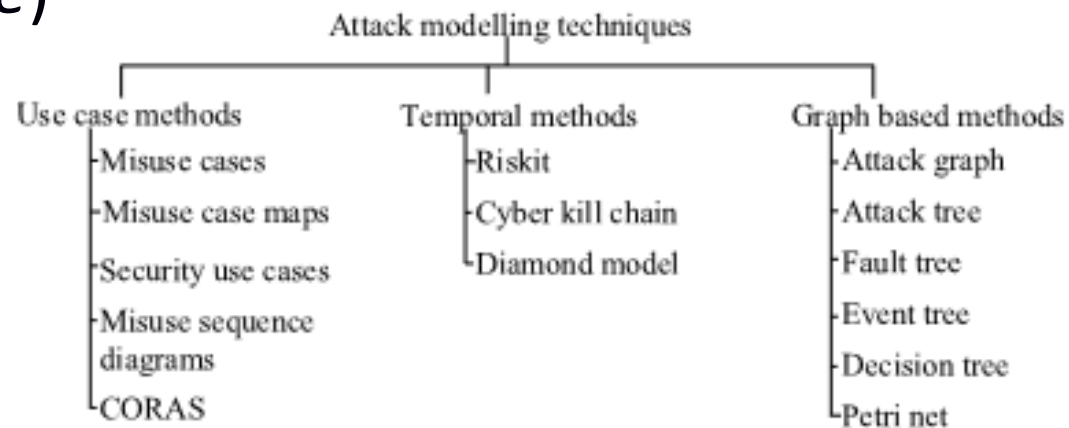 Attack modelling techniques
Use case methods
Misuse cases
Misuse case maps
Security use cases
Misuse sequence
diagrams
CORAS
Temporal methods
Riskit
Cyber kill chain
Diamond model
Graph based methods
Attack graph
Attack tree
Fault tree
Event tree
Decision tree
Petri net